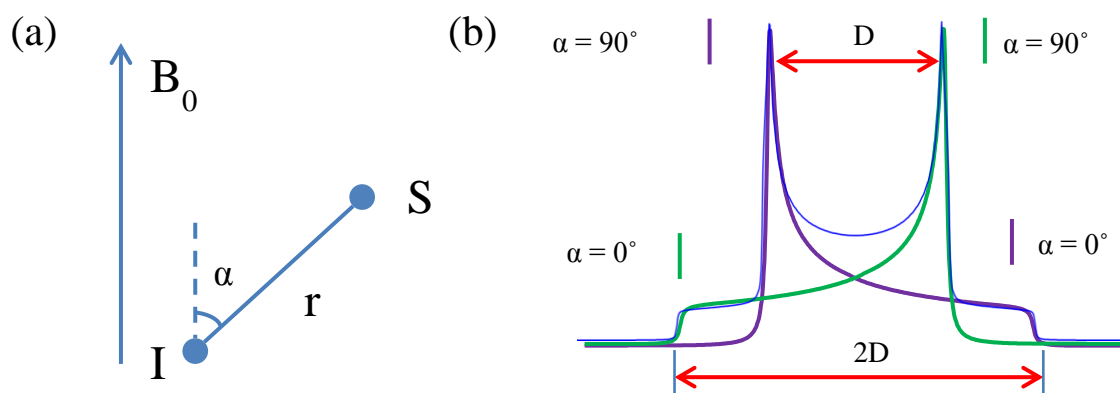 (a)
B₀
S
α
r
I
(b)
α = 90°
D
α = 90°
α = 0°
α = 0°
2D